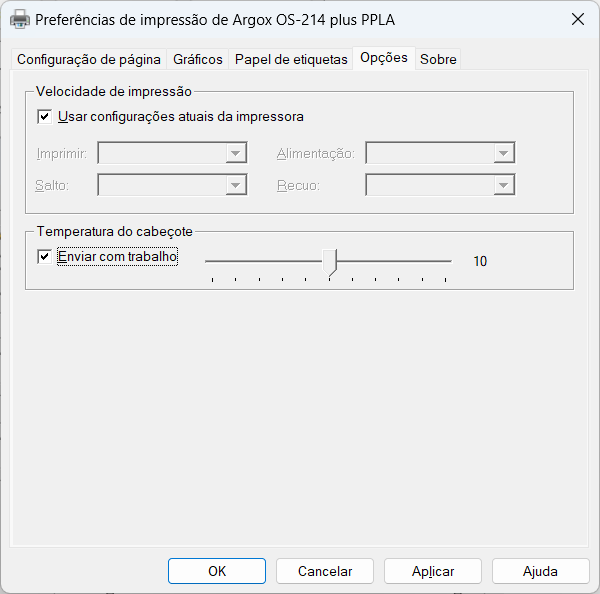 Preferências de impressão de Argox OS-214 plus PPLA
Configuração de página Gráficos Papel de etiquetas Opções Sobre
Velocidade de impressão
Usar configurações atuais da impressora
Imprimir: Alimentação:
Salto: Recuo:
Temperatura do cabeçote
Enviar com trabalho 10
OK Cancelar Aplicar Ajuda